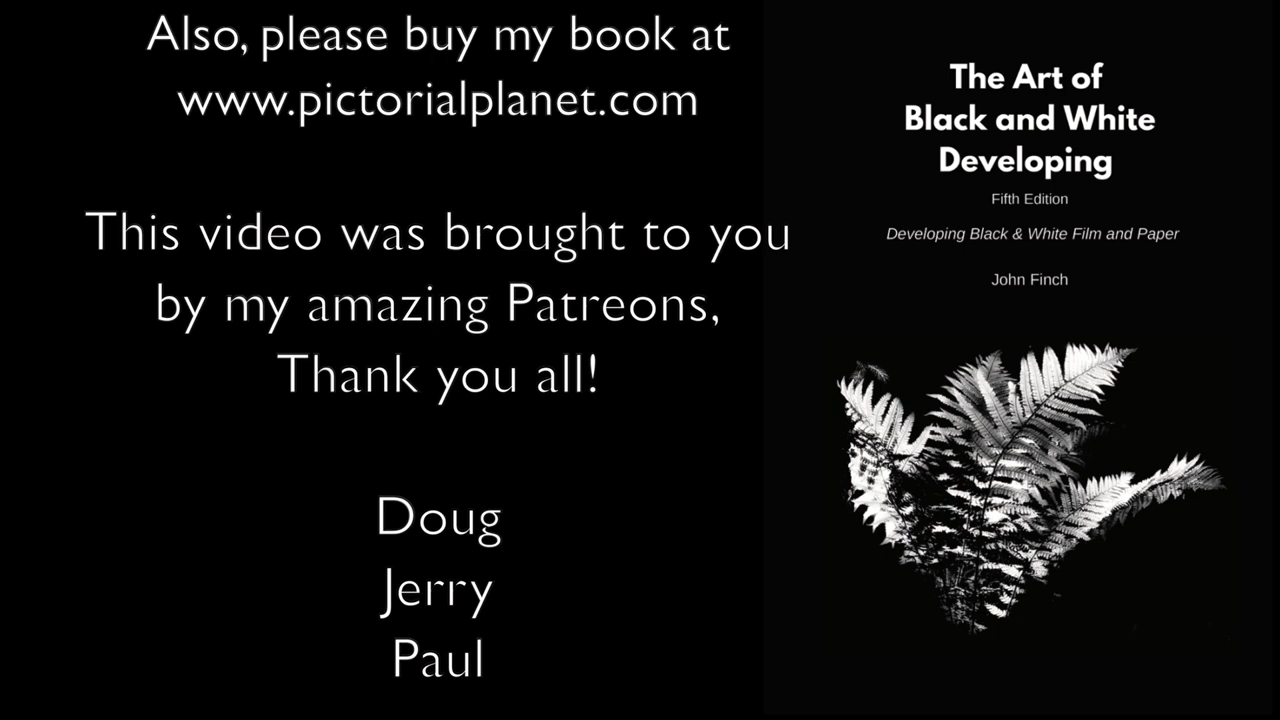 Also, please buy my book at
www.pictorialplanet.com
This video was brought to you
by my amazing Patreons,
Thank you all!
Doug
Jerry
Paul
The Art of
Black and White
Developing
Fifth Edition
Developing Black & White Film and Paper
John Finch